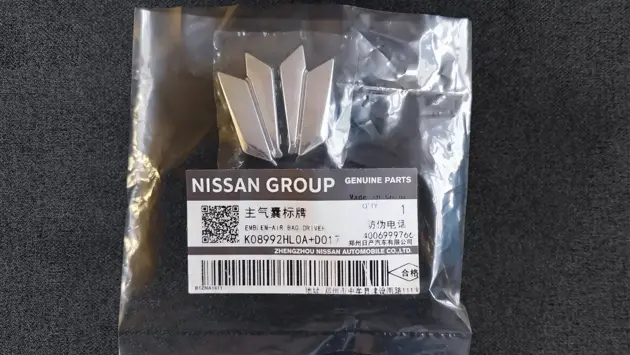 NISSAN GROUP
GENUINE PARTS
Q'TY
主气囊标牌
1
EMBLEM-AIR BAG DRIVER
防伪电话
4006999766
K08992HL0A+D017
郑州日产汽车有限公司
ZHENGZHOU NISSAN AUTOMOBILE CO.,LTD.
合格